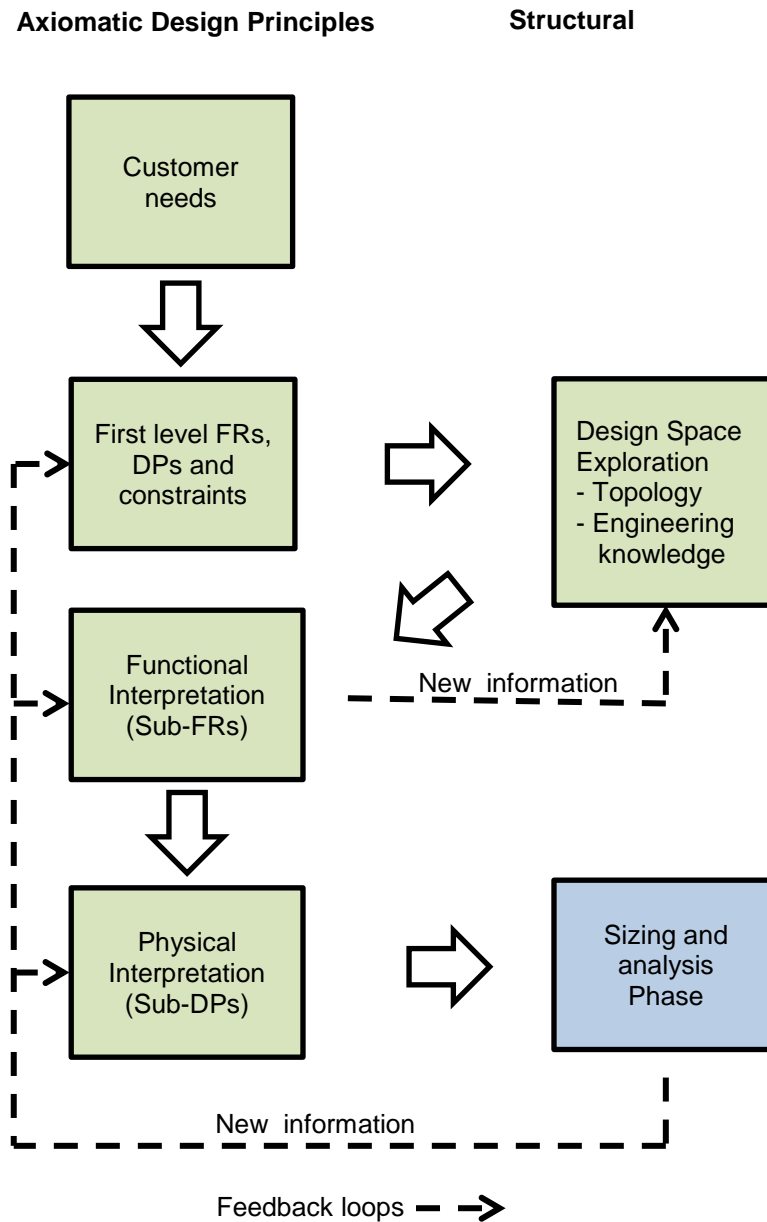 Axiomatic Design Principles
Structural
Customer
needs
First level FRs,
DPs and
constraints
Design Space
Exploration
- Topology
- Engineering
knowledge
Functional
Interpretation
(Sub-FRs)
New information
Physical
Interpretation
(Sub-DPs)
Sizing and
analysis
Phase
New information
Feedback loops